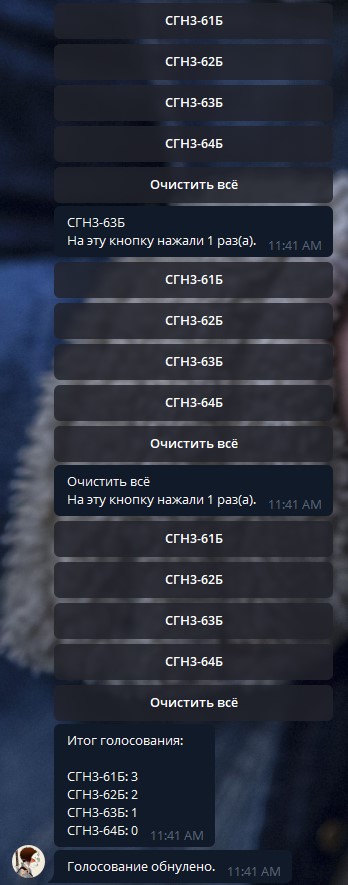 СГН3-61Б
СГН3-62Б
СГН3-63Б
СГН3-64Б
Очистить всё
СГН3-63Б
На эту кнопку нажали 1 раз(а). 11:41 AM
СГН3-61Б
СГН3-62Б
СГН3-63Б
СГН3-64Б
Очистить всё
Очистить всё
На эту кнопку нажали 1 раз(а). 11:41 AM
СГН3-61Б
СГН3-62Б
СГН3-63Б
СГН3-64Б
Очистить всё
Итог голосования:
СГН3-61Б: 3
СГН3-62Б: 2
СГН3-63Б: 1
СГН3-64Б: 0 11:41 AM
Голосование обнулено. 11:41 AM